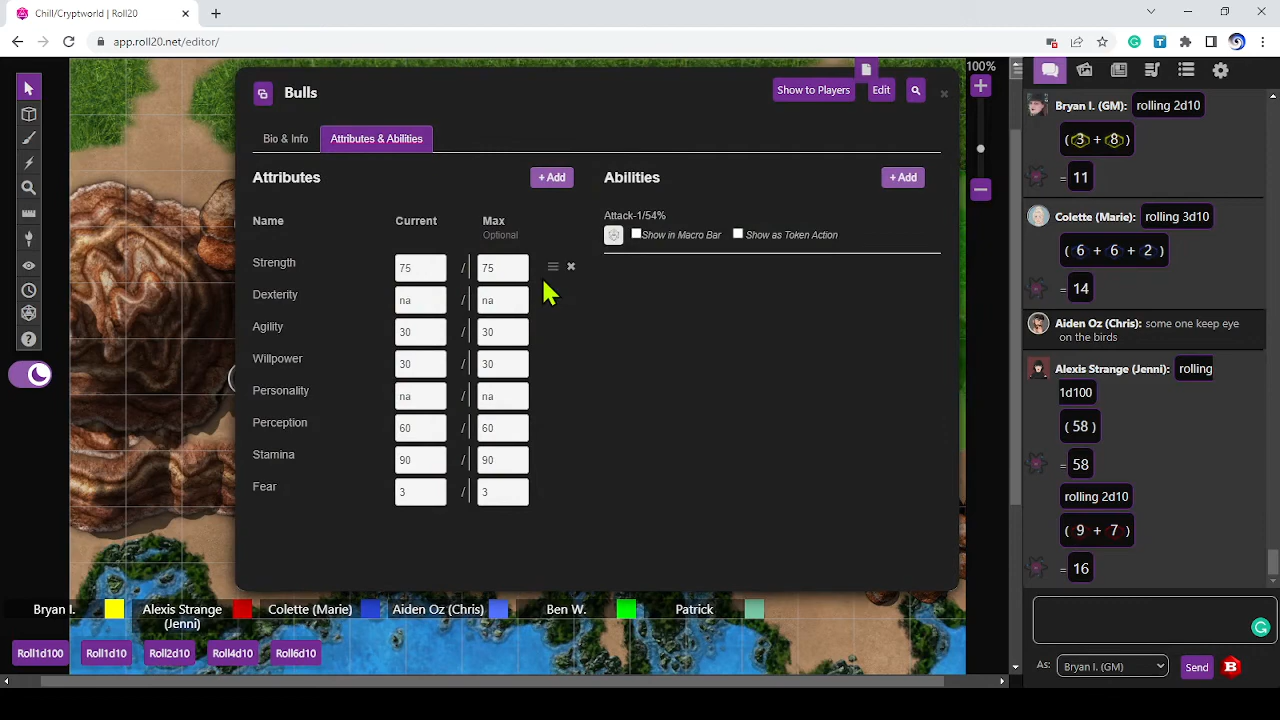 Chill/Cryptworld | Roll20
app.roll20.net/editor/
Bulls
Show to Players
Edit
Bio & Info
Attributes & Abilities
Attributes
+ Add
Name
Current
Max
Optional
Strength
75 / 75
Dexterity
na / na
Agility
30 / 30
Willpower
30 / 30
Personality
na / na
Perception
60 / 60
Stamina
90 / 90
Fear
3 / 3
Abilities
+ Add
Attack-1/54%
Show in Macro Bar
Show as Token Action
100%
Bryan I. (GM): rolling 2d10
( 3 + 8 )
= 11
Colette (Marie): rolling 3d10
( 6 + 6 + 2 )
= 14
Aiden Oz (Chris): some one keep eye
on the birds
Alexis Strange (Jenni): rolling
1d100
( 58 )
= 58
rolling 2d10
( 9 + 7 )
= 16
As: Bryan I. (GM)
Send
B
Bryan I.
Alexis Strange
(Jenni)
Colette (Marie)
Aiden Oz (Chris)
Ben W.
Patrick
Roll1d100
Roll1d10
Roll2d10
Roll4d10
Roll6d10